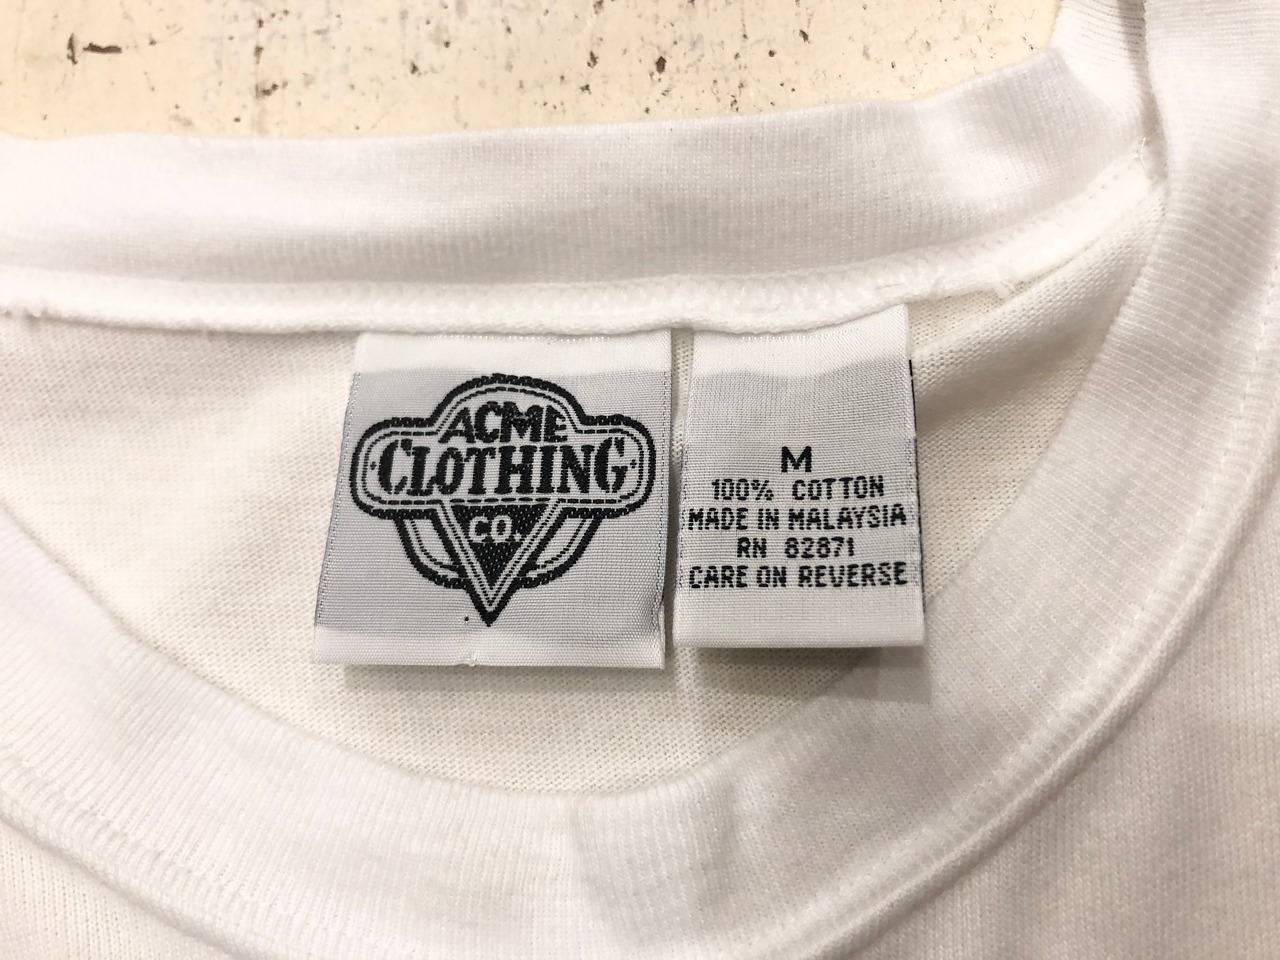 ACME
CLOTHING
CO.
M
100% COTTON
MADE IN MALAYSIA
RN 82871
CARE ON REVERSE